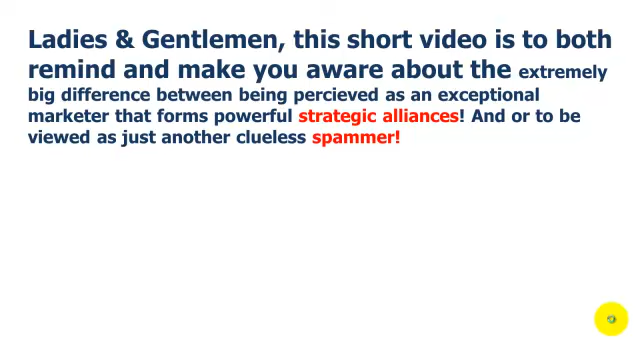 Ladies & Gentlemen, this short video is to both
remind and make you aware about the extremely
big difference between being percieved as an exceptional
marketer that forms powerful strategic alliances! And or to be
viewed as just another clueless spammer!